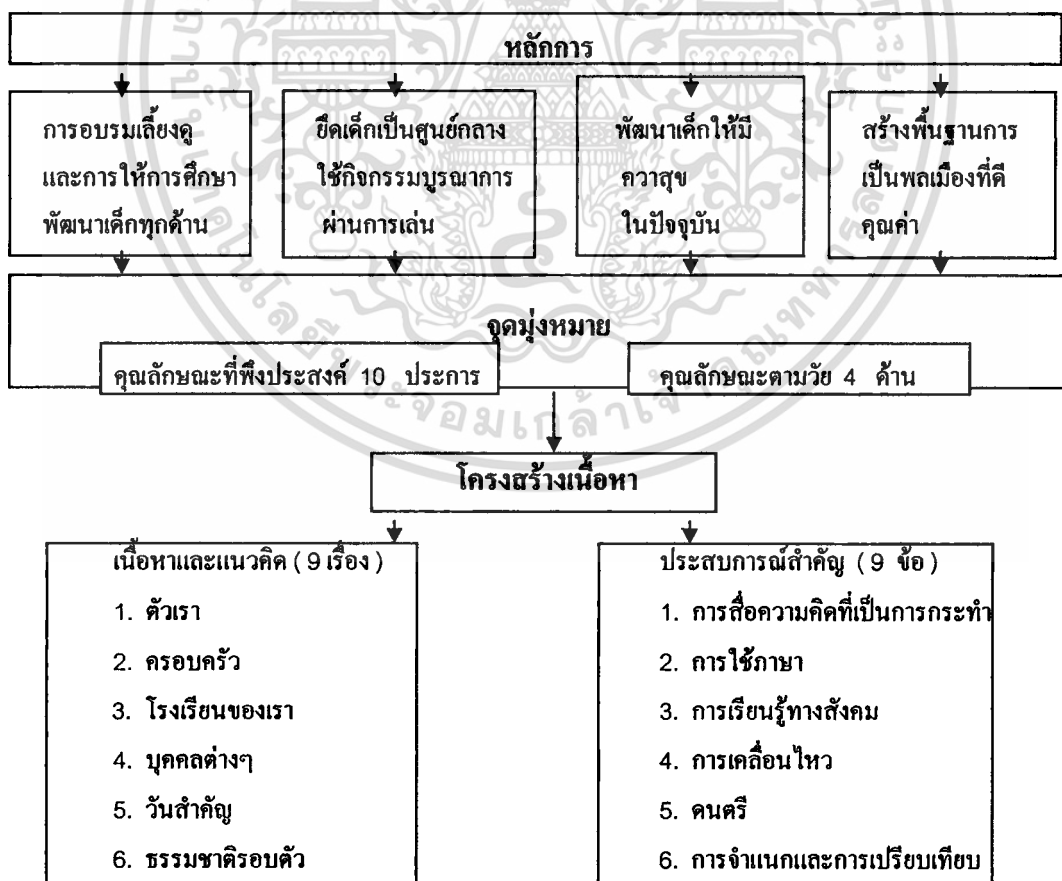 หลักการ
การอบรมเลี้ยงดู
และการให้การศึกษา
พัฒนาเด็กทุกด้าน
ยึดเด็กเป็นศูนย์กลาง
ใช้กิจกรรมบูรณาการ
ผ่านการเล่น
พัฒนาเด็กให้มี
ควาสุข
ในปัจจุบัน
สร้างพื้นฐานการ
เป็นพลเมืองที่ดี
คุณค่า
จุดมุ่งหมาย
คุณลักษณะที่พึงประสงค์ 10 ประการ
คุณลักษณะตามวัย 4 ด้าน
โครงสร้างเนื้อหา
เนื้อหาและแนวคิด ( 9 เรื่อง )
1. ตัวเรา
2. ครอบครัว
3. โรงเรียนของเรา
4. บุคคลต่างๆ
5. วันสำคัญ
6. ธรรมชาติรอบตัว
ประสบการณ์สำคัญ ( 9 ข้อ )
1. การสื่อความคิดที่เป็นการกระทำ
2. การใช้ภาษา
3. การเรียนรู้ทางสังคม
4. การเคลื่อนไหว
5. ดนตรี
6. การจำแนกและการเปรียบเทียบ